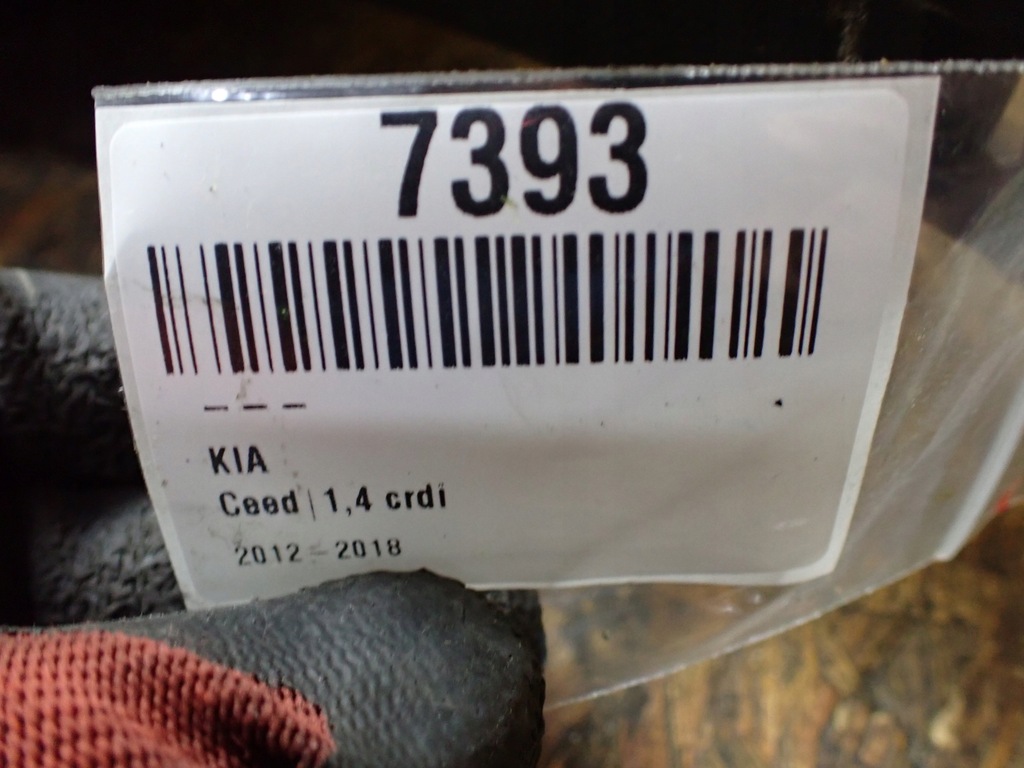 7393
- - -
KIA
Ceed | 1,4 crdi
2012 - 2018